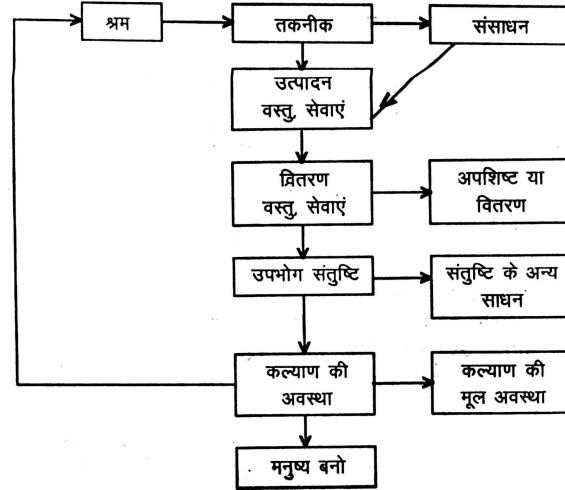 श्रम
तकनीक
संसाधन
उत्पादन
वस्तु, सेवाएं
वितरण
वस्तु, सेवाएं
अपशिष्ट या
वितरण
उपभोग संतुष्टि
संतुष्टि के अन्य
साधन
कल्याण की
अवस्था
कल्याण की
मूल अवस्था
मनुष्य बनो